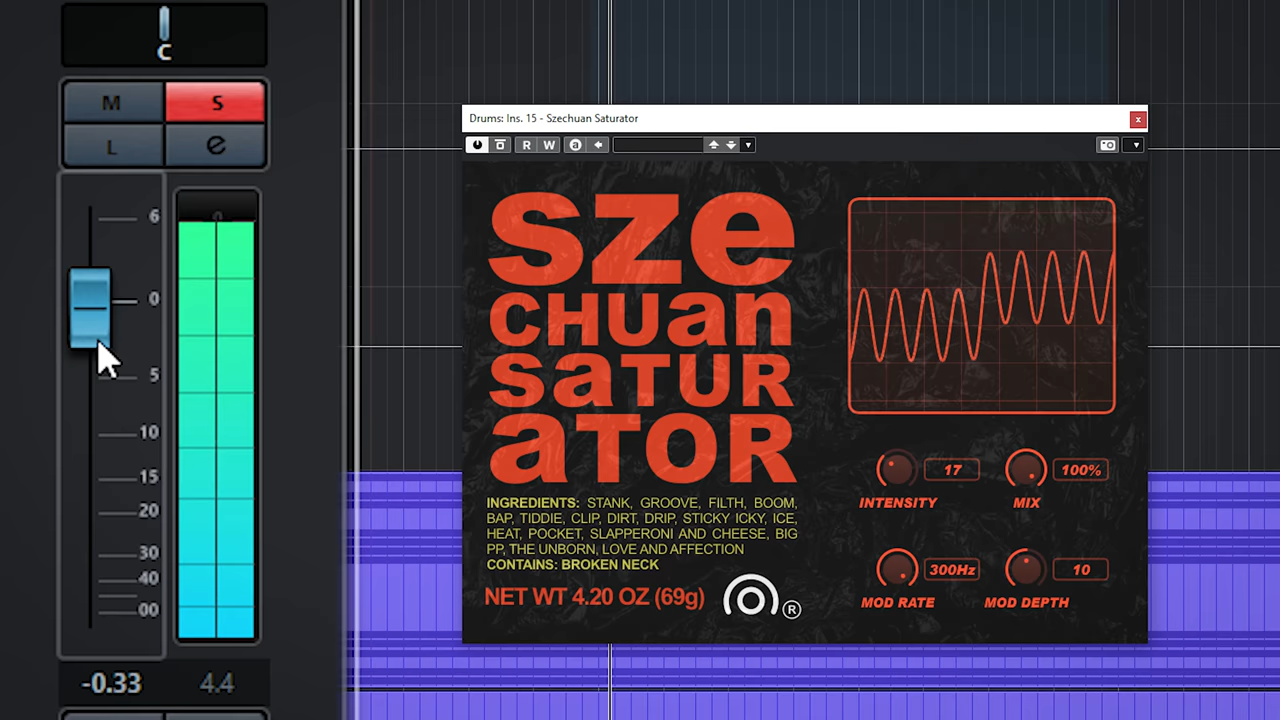 C
M
S
L
e
6
0
5
10
15
20
30
40
00
-0.33
4.4
Drums: Ins. 15 - Szechuan Saturator
x
R W a
sze
CHUan
SaTUR
aTOR
INGREDIENTS: STANK, GROOVE, FILTH, BOOM,
BAP, TIDDIE, CLIP, DIRT, DRIP, STICKY ICKY, ICE,
HEAT, POCKET, SLAPPERONI AND CHEESE, BIG
PP, THE UNBORN, LOVE AND AFFECTION
CONTAINS: BROKEN NECK
NET WT 4.20 OZ (69g)
®
17
INTENSITY
100%
MIX
300Hz
MOD RATE
10
MOD DEPTH